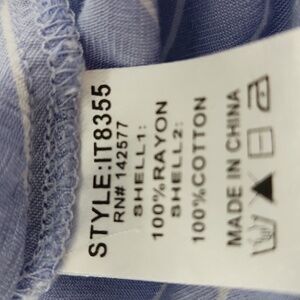 STYLE:IT8355
RN# 142577
SHELL1:
100%RAYON
SHELL2:
100%COTTON
MADE IN CHINA